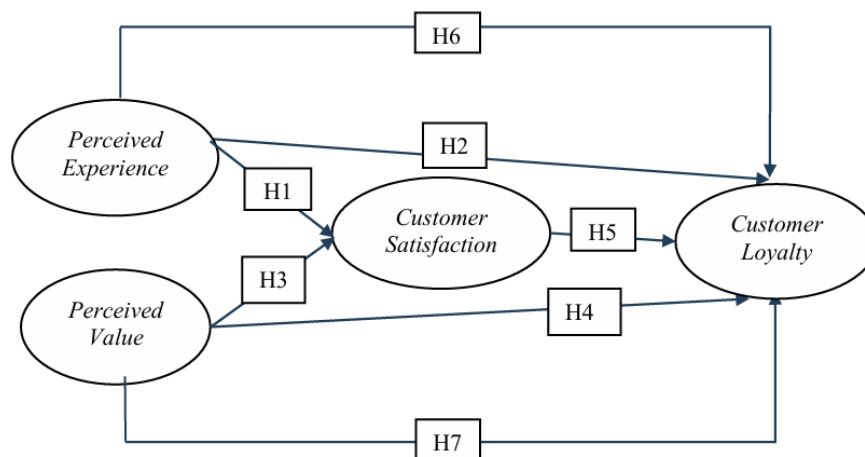 H6
Perceived
Experience
H2
H1
Customer
Satisfaction
H5
Customer
Loyalty
H3
Perceived
Value
H4
H7